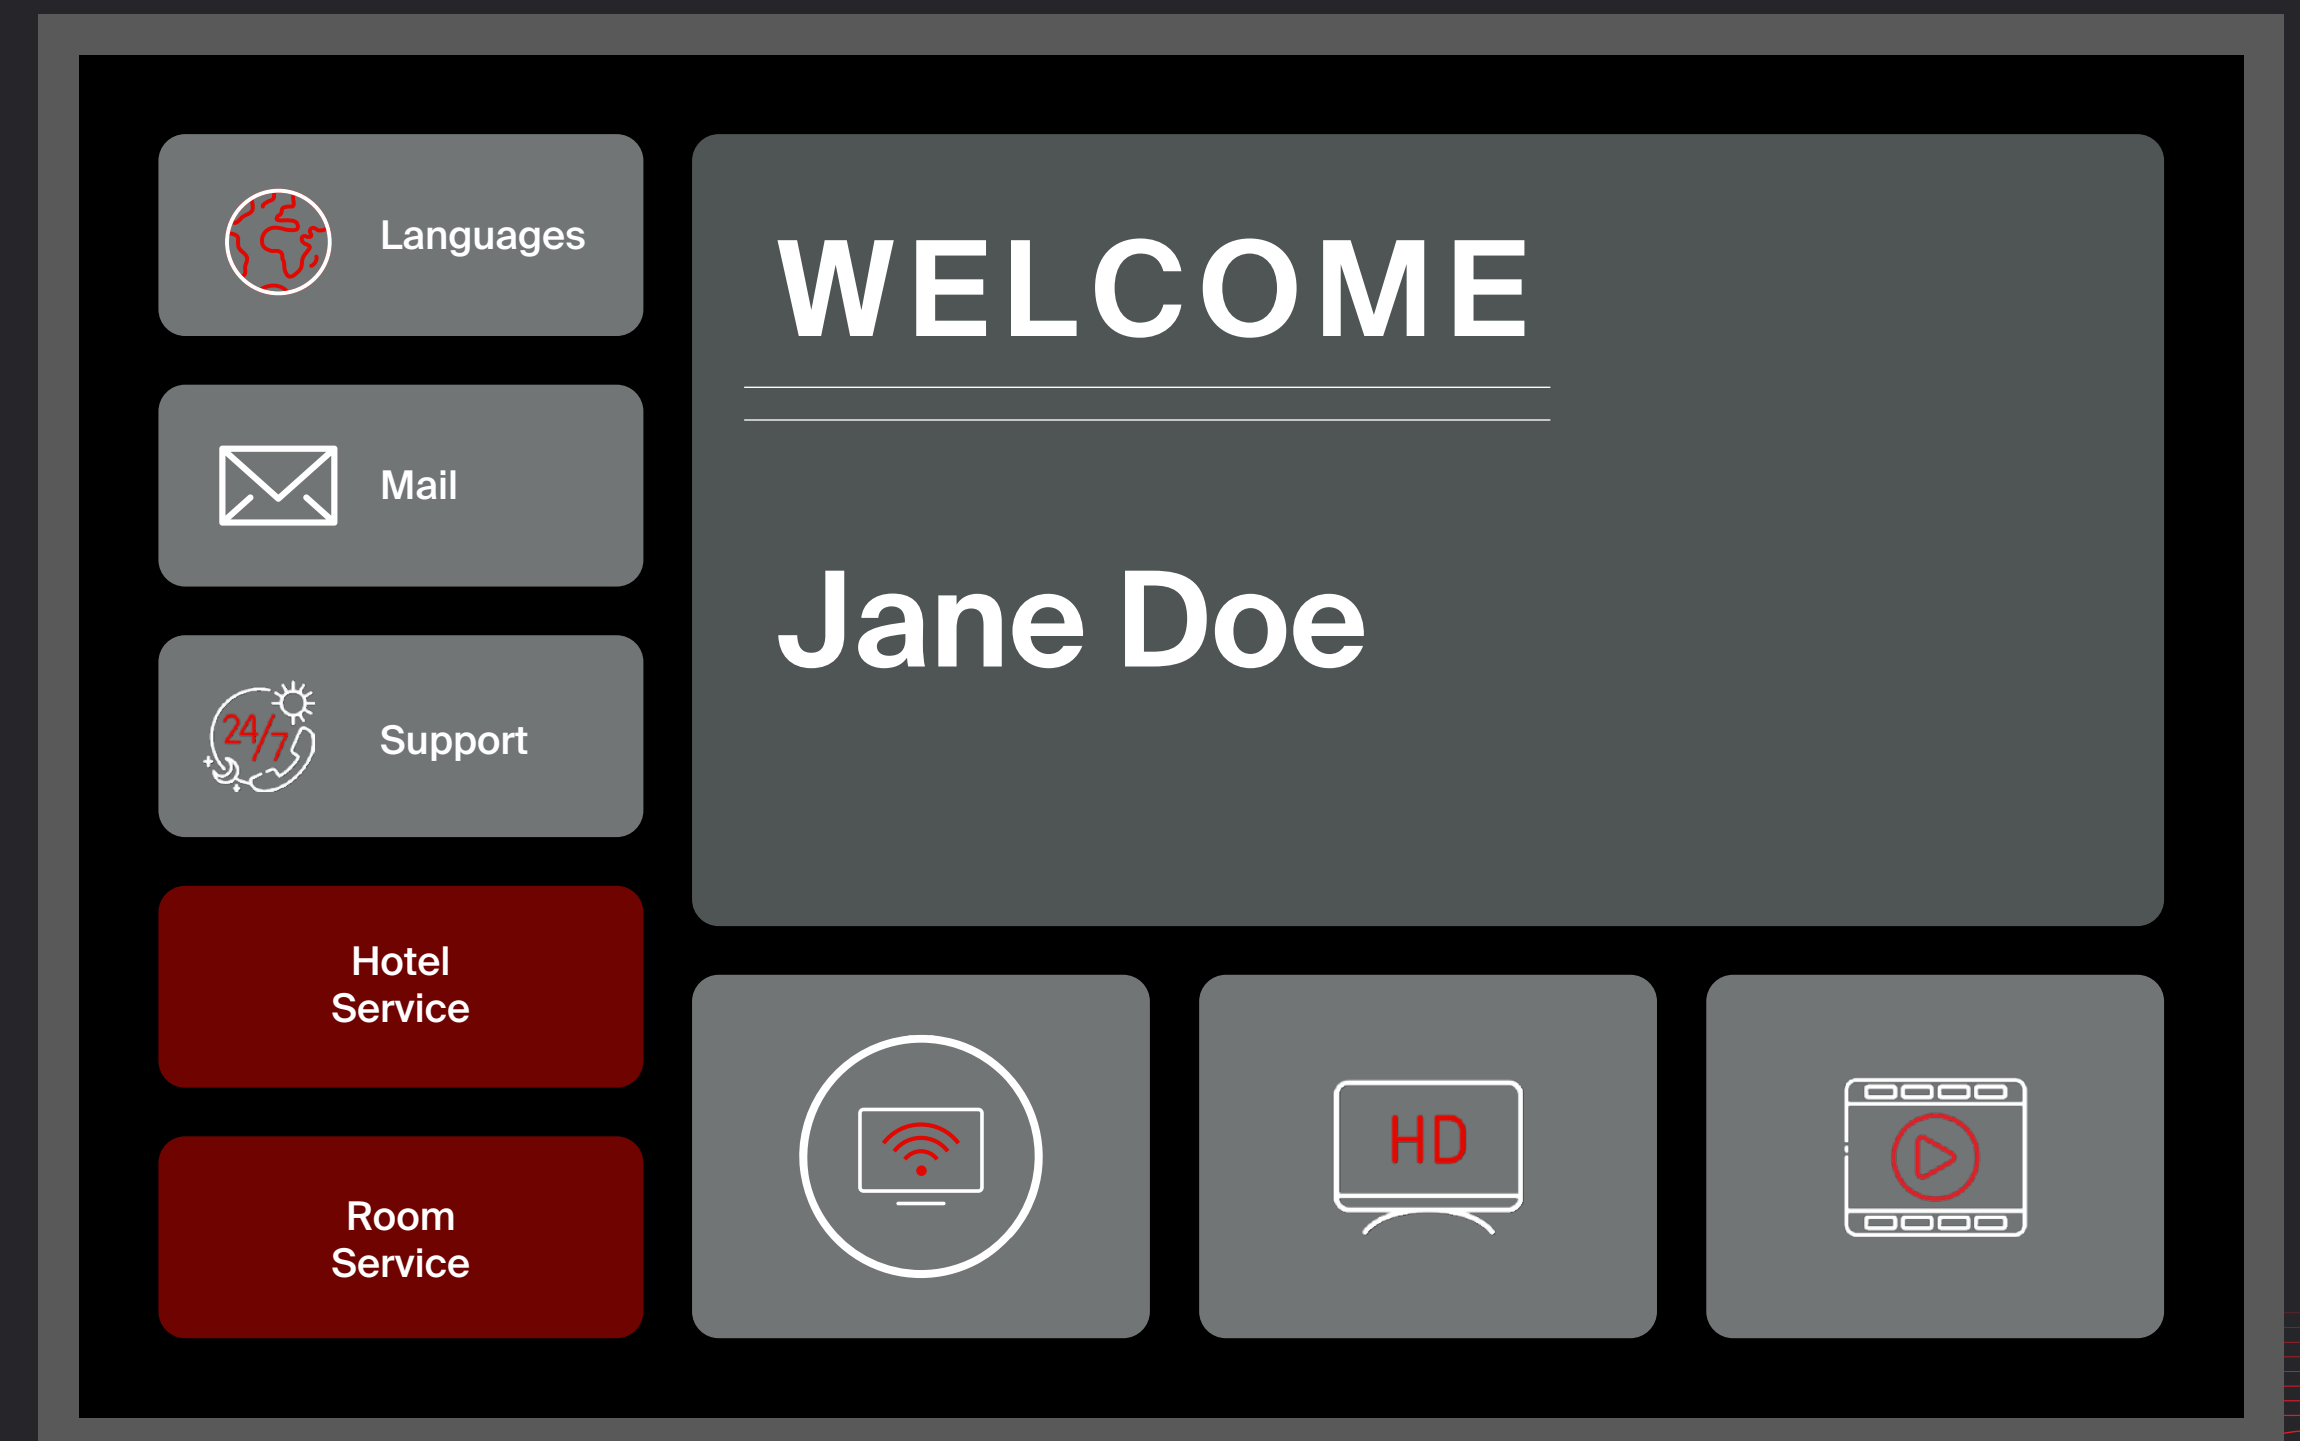 Languages
Mail
24/7
Support
Hotel
Service
Room
Service
WELCOME
Jane Doe
HD